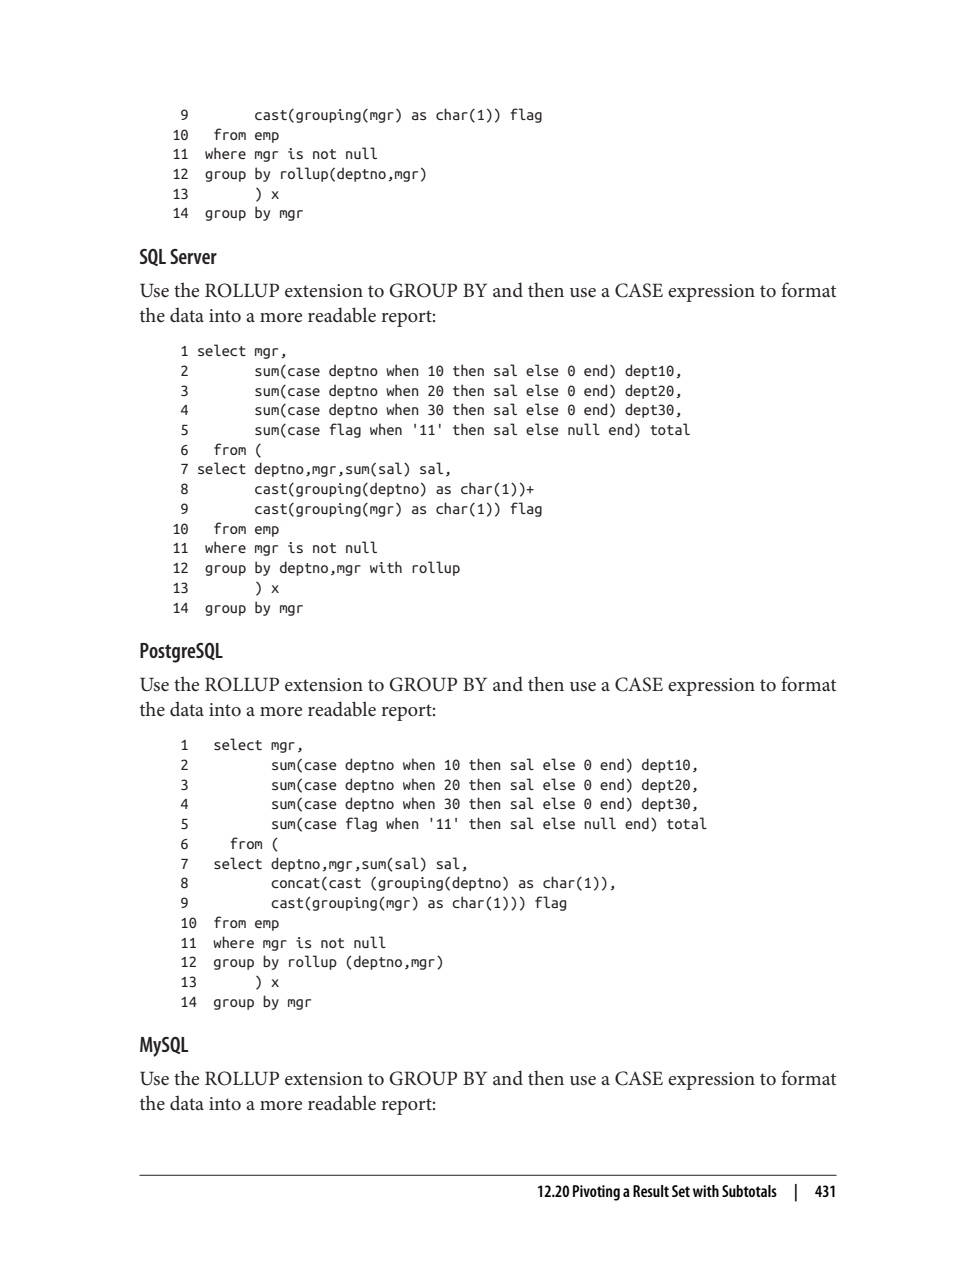 9        cast(grouping(mgr) as char(1)) flag
10   from emp
11  where mgr is not null
12  group by rollup(deptno,mgr)
13        ) x
14  group by mgr
SQL Server
Use the ROLLUP extension to GROUP BY and then use a CASE expression to format
the data into a more readable report:
1 select mgr,
2        sum(case deptno when 10 then sal else 0 end) dept10,
3        sum(case deptno when 20 then sal else 0 end) dept20,
4        sum(case deptno when 30 then sal else 0 end) dept30,
5        sum(case flag when '11' then sal else null end) total
6   from (
7 select deptno,mgr,sum(sal) sal,
8        cast(grouping(deptno) as char(1))+
9        cast(grouping(mgr) as char(1)) flag
10   from emp
11  where mgr is not null
12  group by deptno,mgr with rollup
13        ) x
14  group by mgr
PostgreSQL
Use the ROLLUP extension to GROUP BY and then use a CASE expression to format
the data into a more readable report:
1   select mgr,
2          sum(case deptno when 10 then sal else 0 end) dept10,
3          sum(case deptno when 20 then sal else 0 end) dept20,
4          sum(case deptno when 30 then sal else 0 end) dept30,
5          sum(case flag when '11' then sal else null end) total
6     from (
7   select deptno,mgr,sum(sal) sal,
8          concat(cast (grouping(deptno) as char(1)),
9          cast(grouping(mgr) as char(1))) flag
10  from emp
11  where mgr is not null
12  group by rollup (deptno,mgr)
13       ) x
14  group by mgr
MySQL
Use the ROLLUP extension to GROUP BY and then use a CASE expression to format
the data into a more readable report:
12.20 Pivoting a Result Set with Subtotals | 431